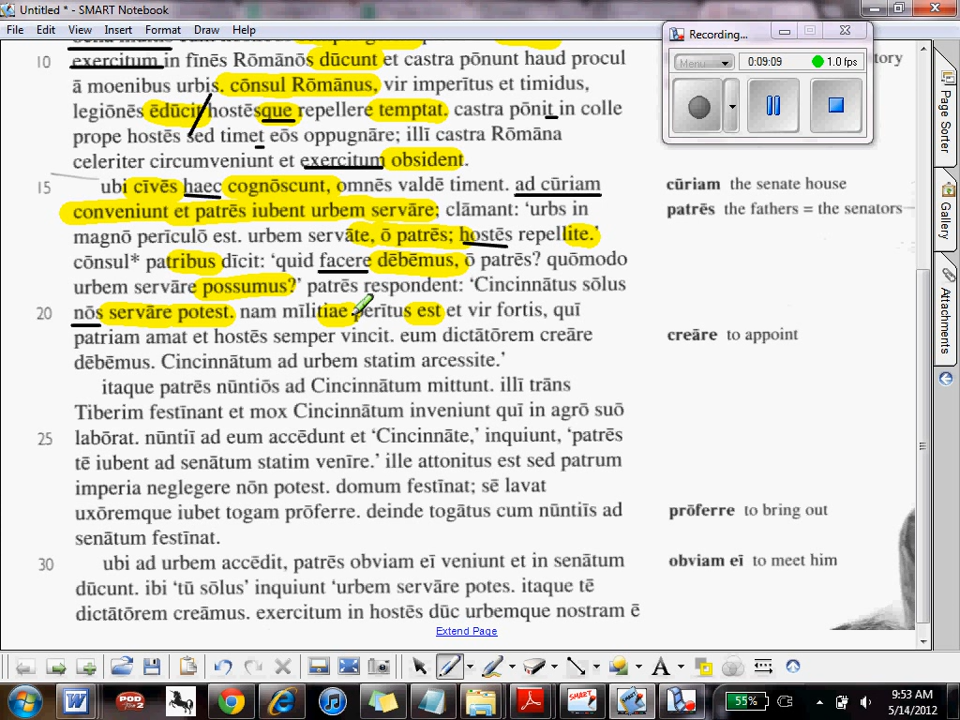 Untitled * - SMART Notebook
File Edit View Insert Format Draw Help
Recording...
Menu 0:09:09 1.0 fps
10 exercitum in fīnēs Rōmānōs dūcunt et castra pōnunt haud procul
ā moenibus urbis. cōnsul Rōmānus, vir imperītus et timidus,
legiōnēs ēdūcit hostēsque repellere temptat. castra pōnit in colle
prope hostēs sed timet eōs oppugnāre; illī castra Rōmāna
celeriter circumveniunt et exercitum obsident.
15 ubi cīvēs haec cognōscunt, omnēs valdē timent. ad cūriam
cūriam the senate house
conveniunt et patrēs iubent urbem servāre; clāmant: ‘urbs in
patrēs the fathers = the senators
magnō perīculō est. urbem servāte, ō patrēs; hostēs repellite.’
cōnsul* patribus dīcit: ‘quid facere dēbēmus, ō patrēs? quōmodo
urbem servāre possumus?’ patrēs respondent: ‘Cincinnātus sōlus
20 nōs servāre potest. nam mīlitiae perītus est et vir fortis, quī
patriam amat et hostēs semper vincit. eum dictātōrem creāre
creāre to appoint
dēbēmus. Cincinnātum ad urbem statim arcessite.’
itaque patrēs nūntiōs ad Cincinnātum mittunt. illī trāns
Tiberim festīnant et mox Cincinnātum inveniunt quī in agrō suō
25 labōrat. nūntiī ad eum accēdunt et ‘Cincinnāte,’ inquiunt, ‘patrēs
tē iubent ad senātum statim venīre.’ ille attonitus est sed patrum
imperia neglegere nōn potest. domum festīnat; sē lavat
uxōremque iubet togam prōferre. deinde togātus cum nūntiīs ad
prōferre to bring out
senātum festīnat.
30 ubi ad urbem accēdit, patrēs obviam eī veniunt et in senātum
obviam eī to meet him
dūcunt. ibi ‘tū sōlus’ inquiunt ‘urbem servāre potes. itaque tē
dictātōrem creāmus. exercitum in hostēs dūc urbemque nostram ē
Extend Page
Page Sorter
Gallery
Attachments
55%
9:53 AM
5/14/2012